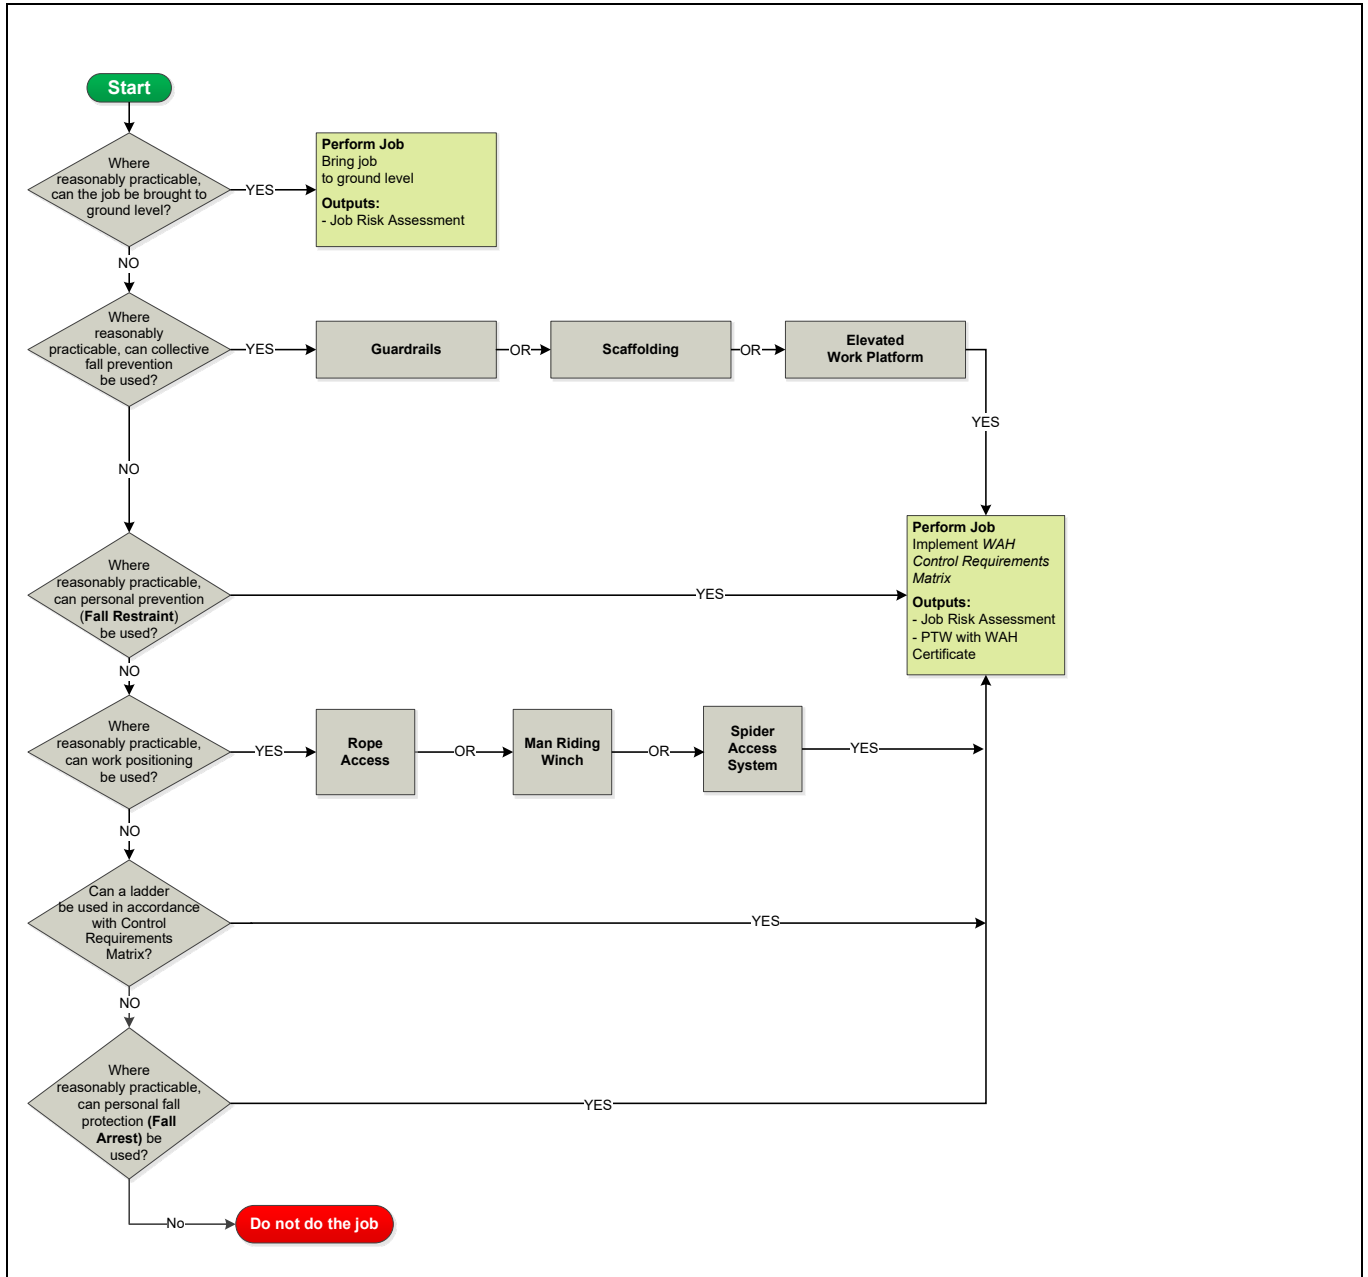 Start
Where
reasonably practicable,
can the job be brought to
ground level?
YES
Perform Job
Bring job
to ground level
Outputs:
- Job Risk Assessment
NO
Where
reasonably
practicable, can collective
fall prevention
be used?
YES
Guardrails
OR
Scaffolding
OR
Elevated
Work Platform
YES
NO
Where
reasonably practicable,
can personal prevention
(Fall Restraint)
be used?
YES
Perform Job
Implement WAH
Control Requirements
Matrix
Outputs:
- Job Risk Assessment
- PTW with WAH
Certificate
NO
Where
reasonably practicable,
can work positioning
be used?
YES
Rope
Access
OR
Man Riding
Winch
OR
Spider
Access
System
YES
NO
Can a ladder
be used in accordance
with Control
Requirements
Matrix?
YES
NO
Where
reasonably practicable,
can personal fall
protection (Fall
Arrest) be
used?
YES
No
Do not do the job